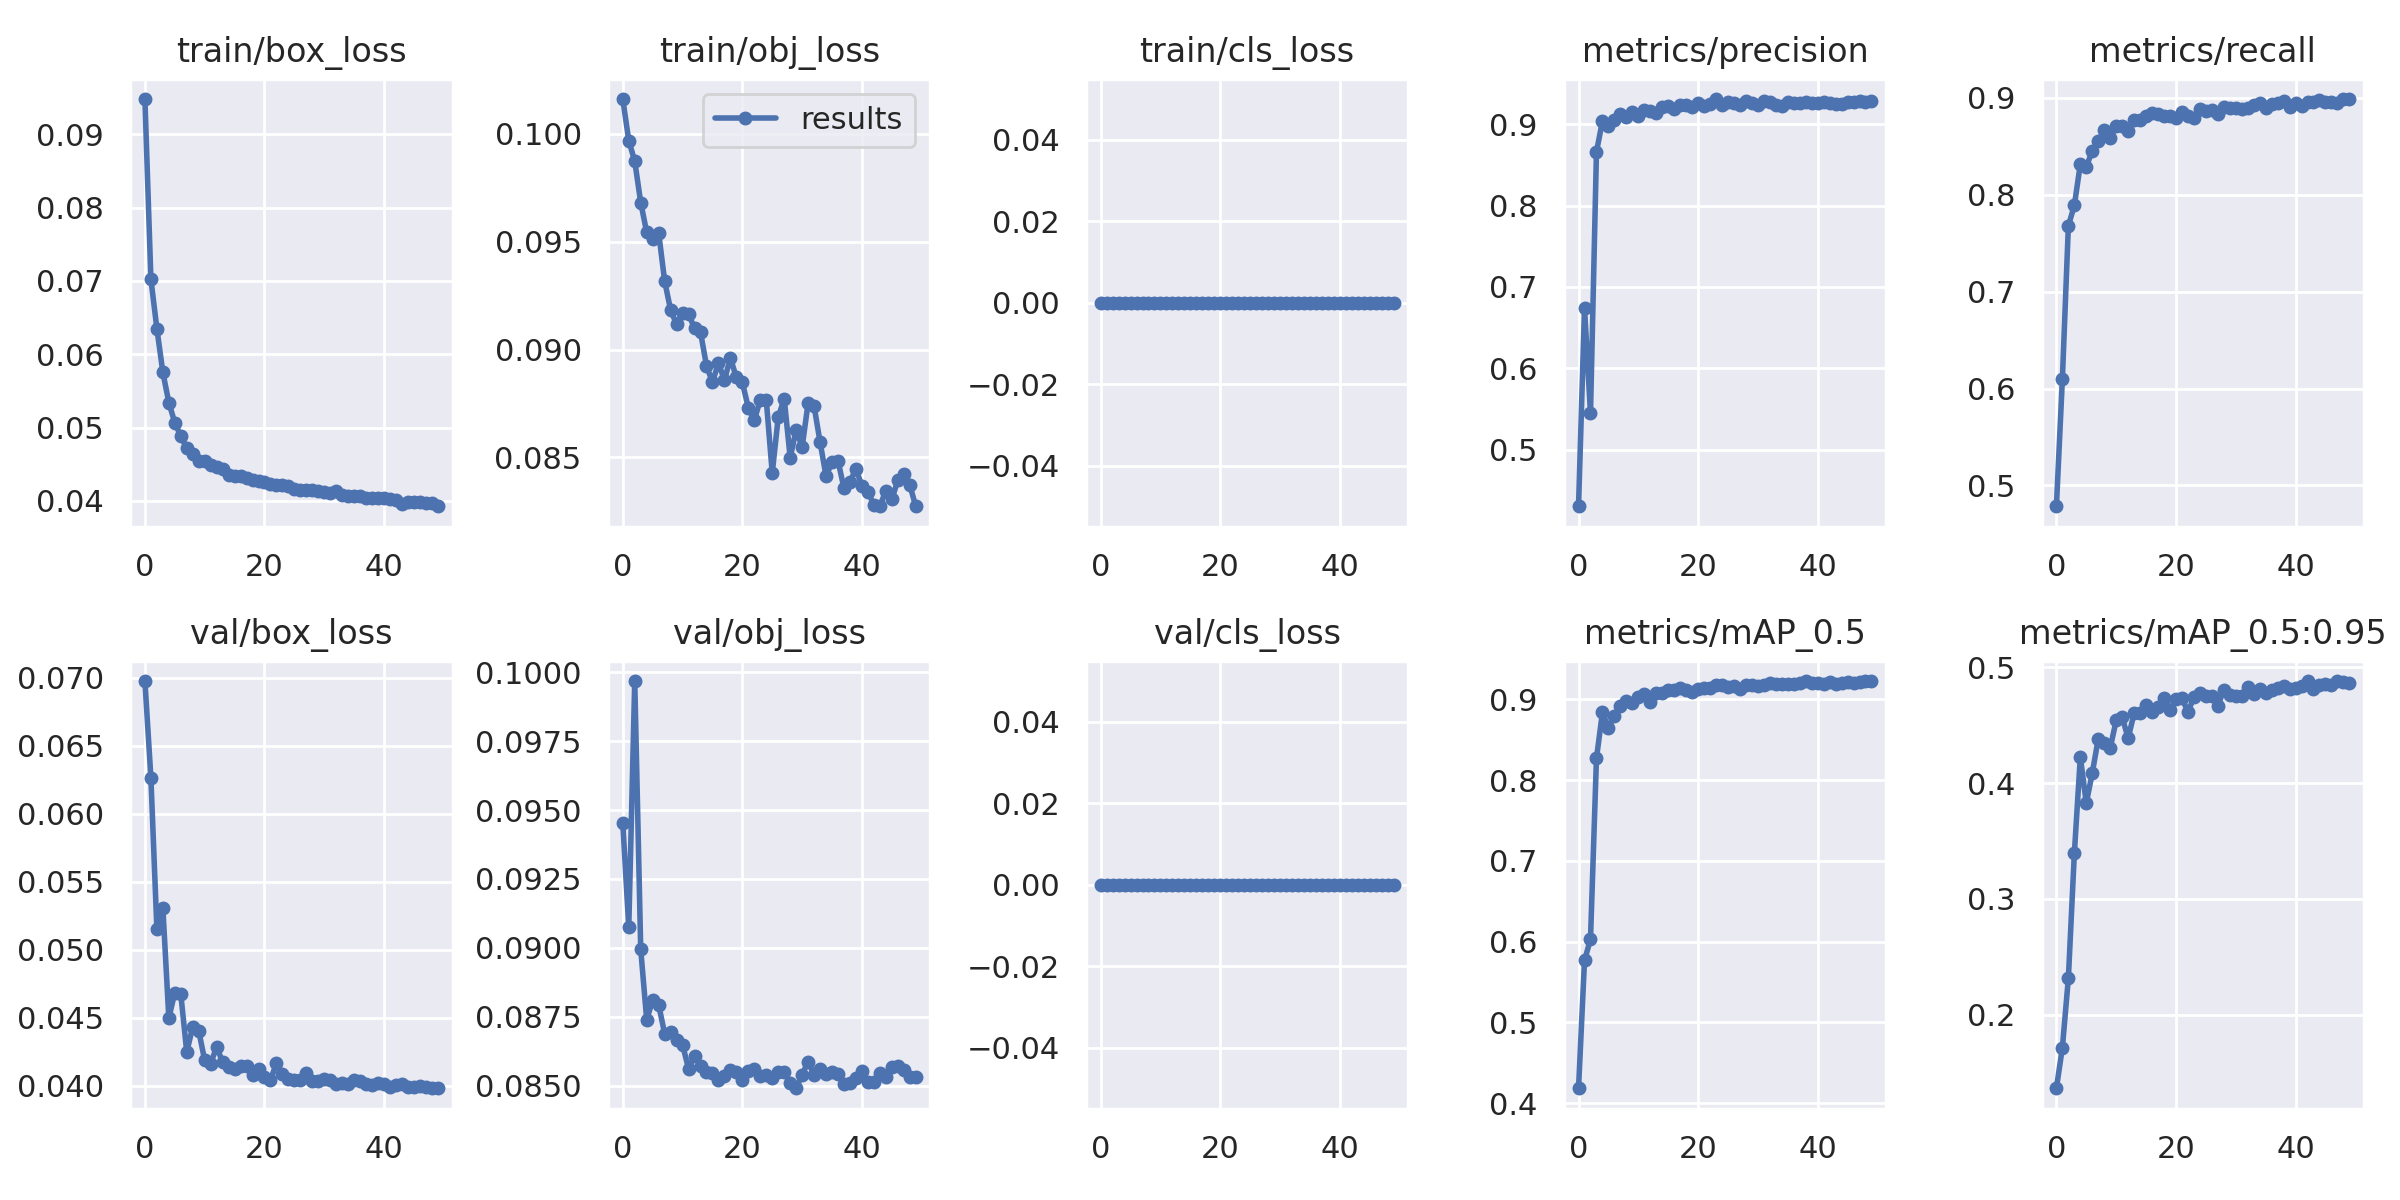 train/box_loss
train/obj_loss
train/cls_loss
metrics/precision
metrics/recall
results
0.09
0.08
0.07
0.06
0.05
0.04
0 20 40
0.100
0.095
0.090
0.085
0 20 40
0.04
0.02
0.00
−0.02
−0.04
0 20 40
0.9
0.8
0.7
0.6
0.5
0 20 40
0.9
0.8
0.7
0.6
0.5
0 20 40
val/box_loss
val/obj_loss
val/cls_loss
metrics/mAP_0.5
metrics/mAP_0.5:0.95
0.070
0.065
0.060
0.055
0.050
0.045
0.040
0 20 40
0.1000
0.0975
0.0950
0.0925
0.0900
0.0875
0.0850
0 20 40
0.04
0.02
0.00
−0.02
−0.04
0 20 40
0.9
0.8
0.7
0.6
0.5
0.4
0 20 40
0.5
0.4
0.3
0.2
0 20 40